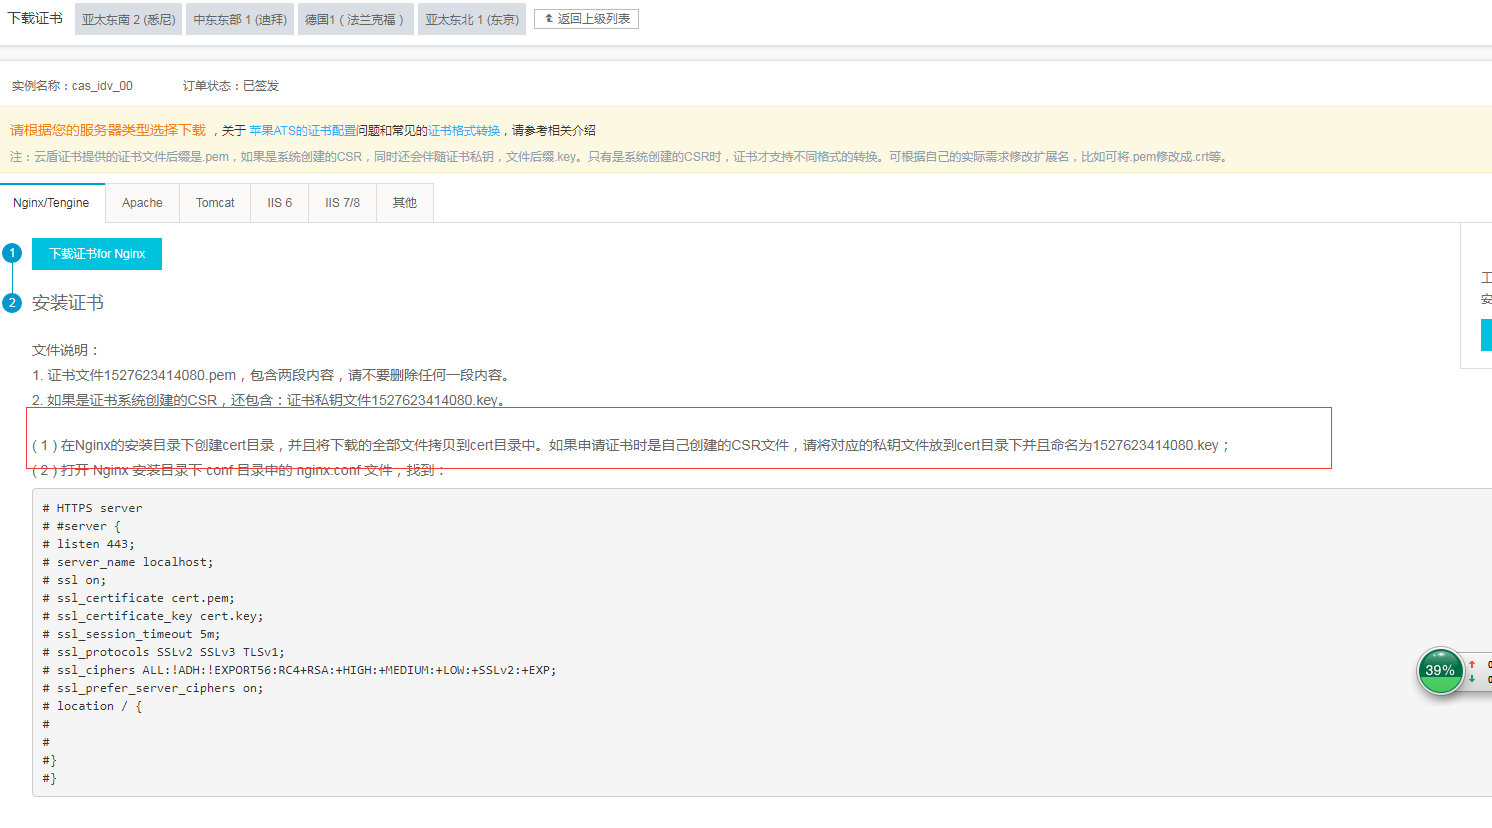 下载证书 亚太东南 2 (悉尼) 中东东部 1 (迪拜) 德国1 ( 法兰克福 ) 亚太东北 1 (东京) 返回上级列表
实例名称：cas_idv_00 订单状态：已签发
请根据您的服务器类型选择下载 ，关于 苹果ATS的证书配置问题和常见的证书格式转换，请参考相关介绍
注：云盾证书提供的证书文件后缀是.pem，如果是系统创建的CSR，同时还会伴随证书私钥，文件后缀.key。只有是系统创建的CSR时，证书才支持不同格式的转换。可根据自己的实际需求修改扩展名，比如可将.pem修改成.crt等。
Nginx/Tengine Apache Tomcat IIS 6 IIS 7/8 其他
1 下载证书for Nginx
2 安装证书
工
安
文件说明：
1. 证书文件1527623414080.pem，包含两段内容，请不要删除任何一段内容。
2. 如果是证书系统创建的CSR，还包含：证书私钥文件1527623414080.key。
( 1 ) 在Nginx的安装目录下创建cert目录，并且将下载的全部文件拷贝到cert目录中。如果申请证书时是自己创建的CSR文件，请将对应的私钥文件放到cert目录下并且命名为1527623414080.key；
( 2 ) 打开 Nginx 安装目录下 conf 目录中的 nginx.conf 文件，找到：
# HTTPS server
# #server {
# listen 443;
# server_name localhost;
# ssl on;
# ssl_certificate cert.pem;
# ssl_certificate_key cert.key;
# ssl_session_timeout 5m;
# ssl_protocols SSLv2 SSLv3 TLSv1;
# ssl_ciphers ALL:!ADH:!EXPORT56:RC4+RSA:+HIGH:+MEDIUM:+LOW:+SSLv2:+EXP;
# ssl_prefer_server_ciphers on;
# location / {
#
#
#}
#}
39%